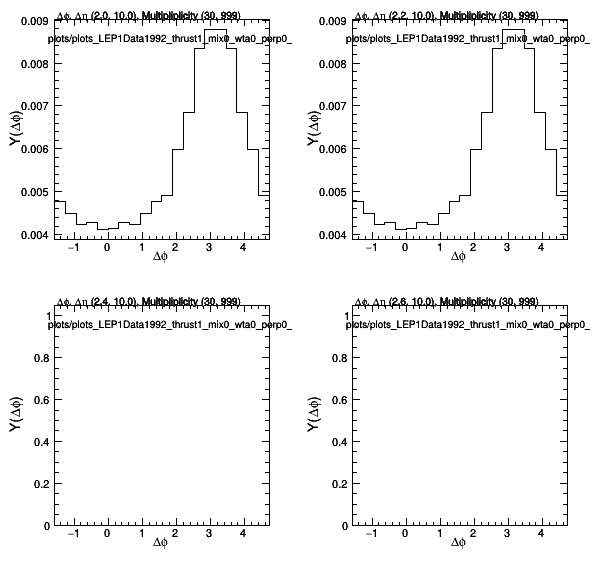 Δϕ, Δη (2.0, 10.0), Multipliplicity (30, 999)
plots/plots_LEP1Data1992_thrust1_mix0_wta0_perp0_
0.009
0.008
0.007
0.006
0.005
0.004
Y(Δϕ)
−1 0 1 2 3 4
Δϕ
Δϕ, Δη (2.2, 10.0), Multipliplicity (30, 999)
plots/plots_LEP1Data1992_thrust1_mix0_wta0_perp0_
0.009
0.008
0.007
0.006
0.005
0.004
Y(Δϕ)
−1 0 1 2 3 4
Δϕ
Δϕ, Δη (2.4, 10.0), Multipliplicity (30, 999)
plots/plots_LEP1Data1992_thrust1_mix0_wta0_perp0_
1
0.8
0.6
0.4
0.2
0
Y(Δϕ)
−1 0 1 2 3 4
Δϕ
Δϕ, Δη (2.6, 10.0), Multipliplicity (30, 999)
plots/plots_LEP1Data1992_thrust1_mix0_wta0_perp0_
1
0.8
0.6
0.4
0.2
0
Y(Δϕ)
−1 0 1 2 3 4
Δϕ